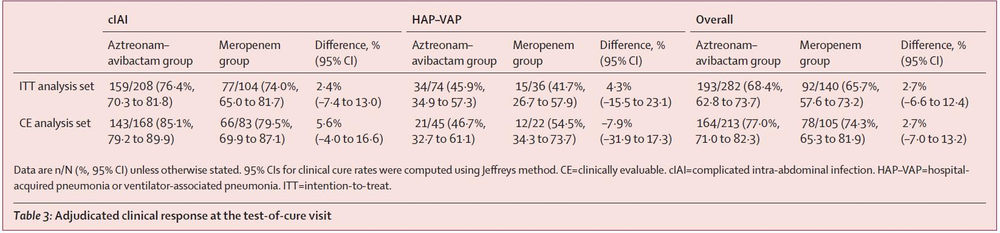 cIAI HAP–VAP Overall
Aztreonam– Meropenem Difference, % Aztreonam– Meropenem Difference, % Aztreonam– Meropenem Difference, %
avibactam group group (95% CI) avibactam group group (95% CI) avibactam group group (95% CI)
ITT analysis set 159/208 (76·4%, 77/104 (74·0%, 2·4% 34/74 (45·9%, 15/36 (41·7%, 4·3% 193/282 (68·4%, 92/140 (65·7%, 2·7%
70·3 to 81·8) 65·0 to 81·7) (–7·4 to 13·0) 34·9 to 57·3) 26·7 to 57·9) (–15·5 to 23·1) 62·8 to 73·7) 57·6 to 73·2) (–6·6 to 12·4)
CE analysis set 143/168 (85·1%, 66/83 (79·5%, 5·6% 21/45 (46·7%, 12/22 (54·5%, –7·9% 164/213 (77·0%, 78/105 (74·3%, 2·7%
79·2 to 89·9) 69·9 to 87·1) (–4·0 to 16·6) 32·7 to 61·1) 34·3 to 73·7) (–31·9 to 17·3) 71·0 to 82·3) 65·3 to 81·9) (–7·0 to 13·2)
Data are n/N (%, 95% CI) unless otherwise stated. 95% CIs for clinical cure rates were computed using Jeffreys method. CE=clinically evaluable. cIAI=complicated intra-abdominal infection. HAP–VAP=hospital-
acquired pneumonia or ventilator-associated pneumonia. ITT=intention-to-treat.
Table 3: Adjudicated clinical response at the test-of-cure visit